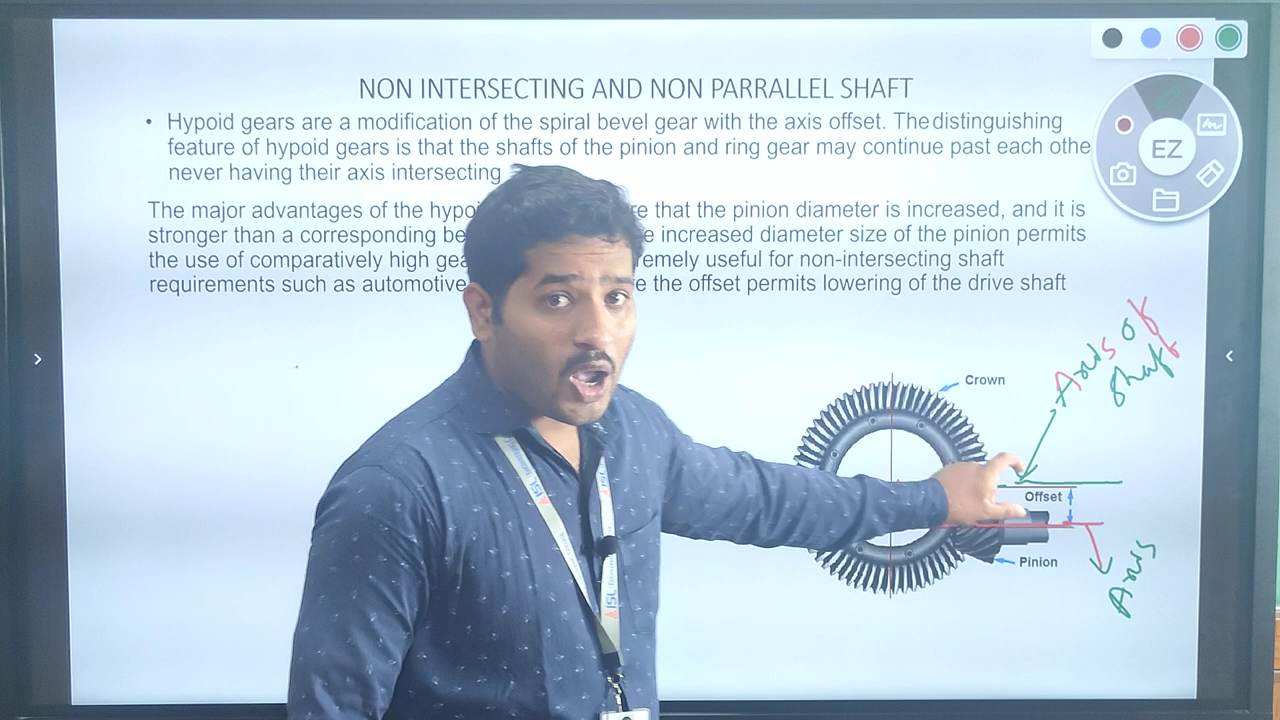 NON INTERSECTING AND NON PARRALLEL SHAFT
• Hypoid gears are a modification of the spiral bevel gear with the axis offset. The distinguishing
feature of hypoid gears is that the shafts of the pinion and ring gear may continue past each othe
never having their axis intersecting
The major advantages of the hypo re that the pinion diameter is increased, and it is
stronger than a corresponding be e increased diameter size of the pinion permits
the use of comparatively high gea remely useful for non-intersecting shaft
requirements such as automotive re the offset permits lowering of the drive shaft
EZ
Crown
Axis of
shaft
Offset
Pinion
Axis
ISL
ISL